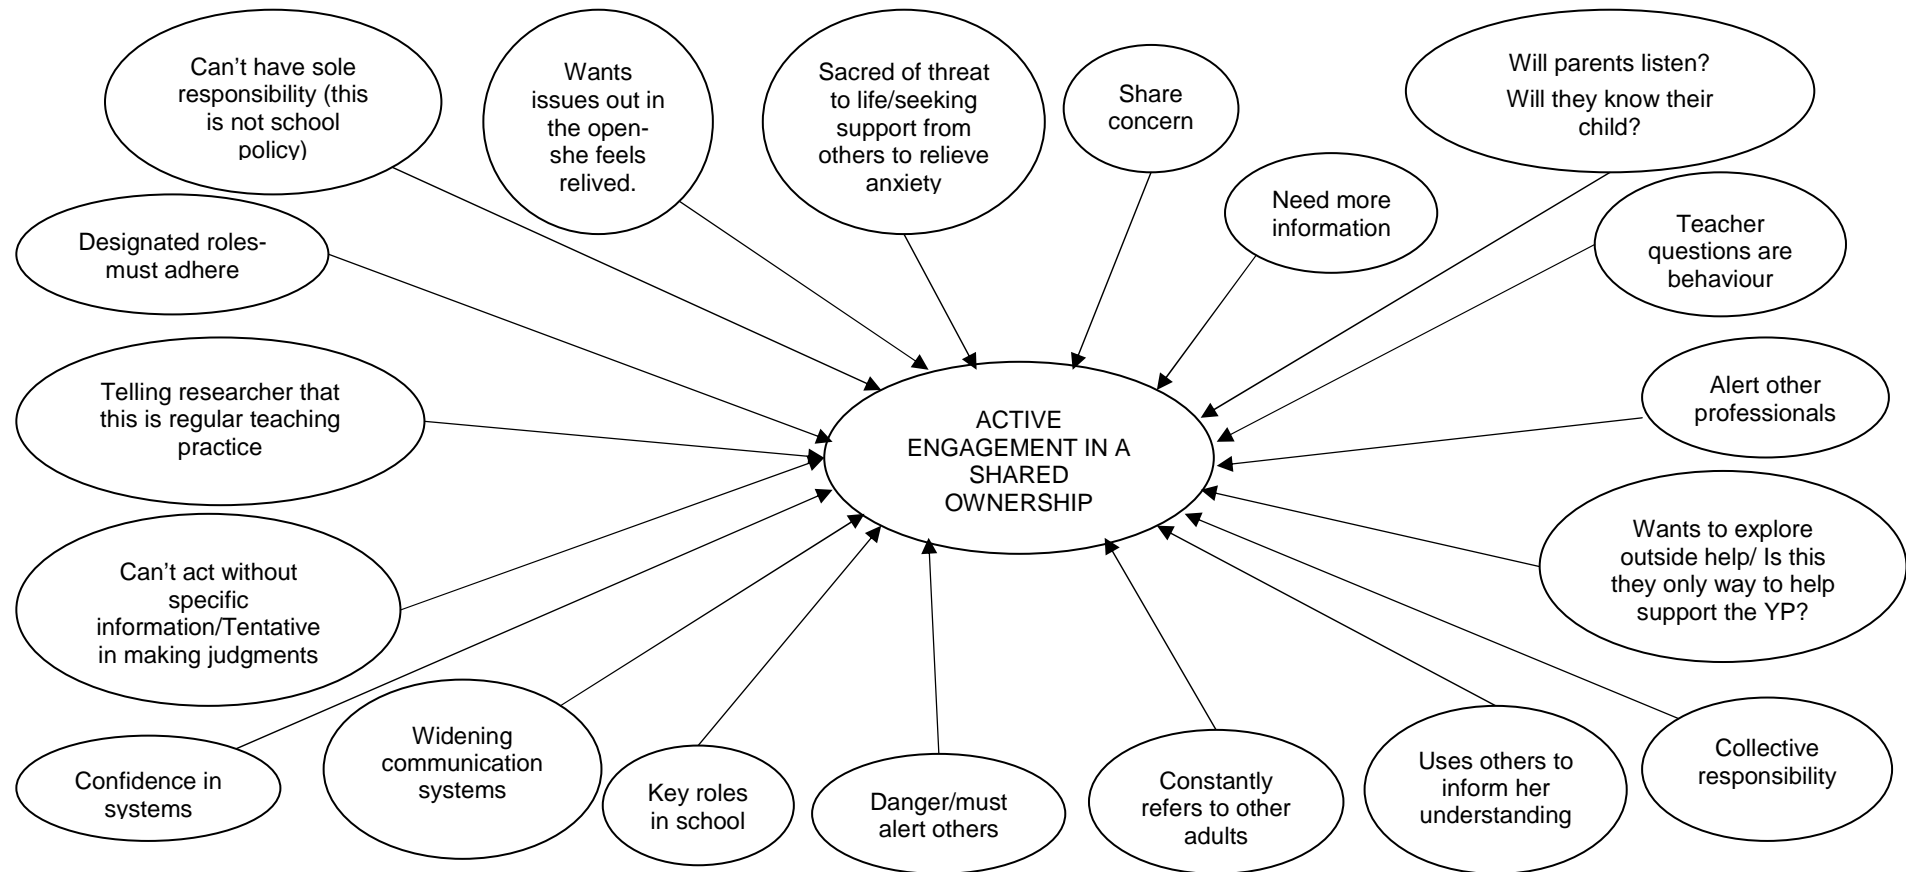 Can't have sole
responsibility (this
is not school
policy)
Wants
issues out in
the open-
she feels
relived.
Sacred of threat
to life/seeking
support from
others to relieve
anxiety
Share
concern
Will parents listen?
Will they know their
child?
Need more
information
Designated roles-
must adhere
Teacher
questions are
behaviour
Telling researcher that
this is regular teaching
practice
ACTIVE
ENGAGEMENT IN A
SHARED
OWNERSHIP
Alert other
professionals
Can't act without
specific
information/Tentative
in making judgments
Wants to explore
outside help/ Is this
they only way to help
support the YP?
Confidence in
systems
Widening
communication
systems
Key roles
in school
Danger/must
alert others
Constantly
refers to other
adults
Uses others to
inform her
understanding
Collective
responsibility